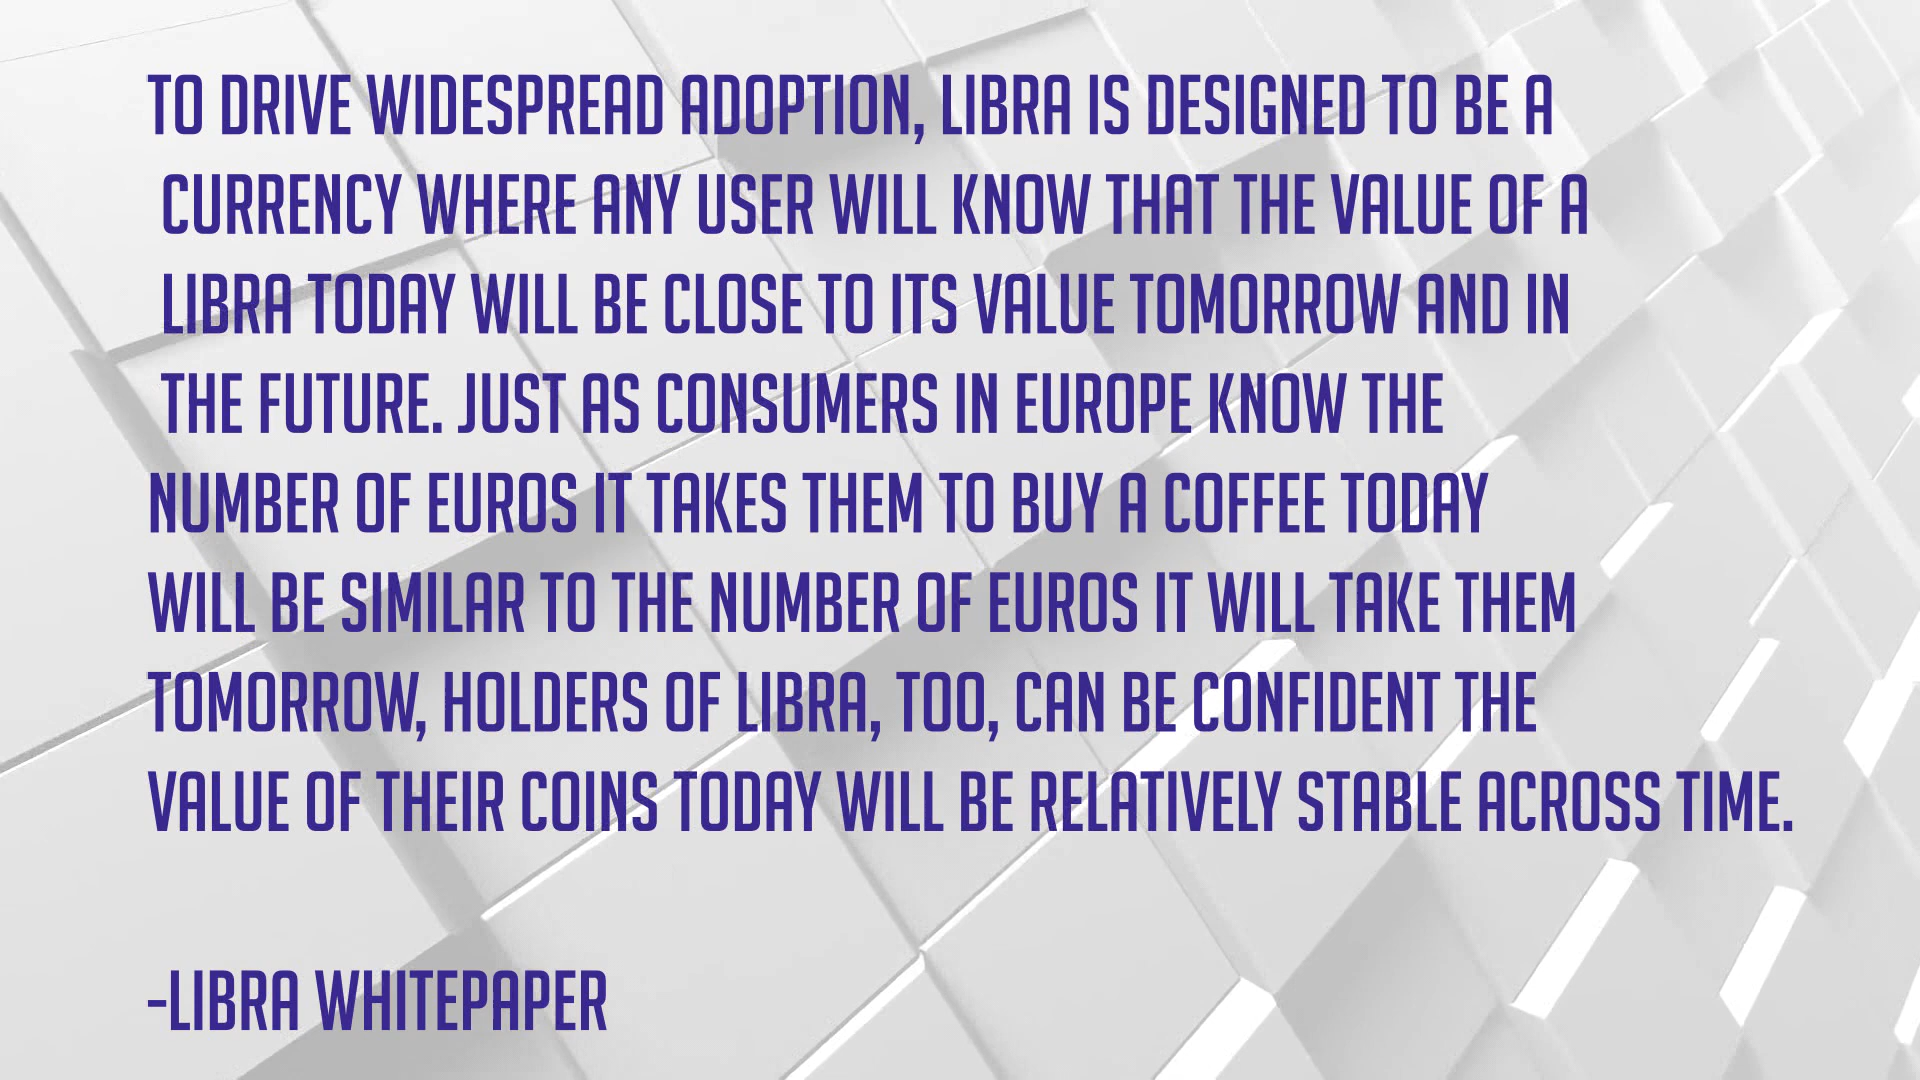 TO DRIVE WIDESPREAD ADOPTION, LIBRA IS DESIGNED TO BE A
CURRENCY WHERE ANY USER WILL KNOW THAT THE VALUE OF A
LIBRA TODAY WILL BE CLOSE TO ITS VALUE TOMORROW AND IN
THE FUTURE. JUST AS CONSUMERS IN EUROPE KNOW THE
NUMBER OF EUROS IT TAKES THEM TO BUY A COFFEE TODAY
WILL BE SIMILAR TO THE NUMBER OF EUROS IT WILL TAKE THEM
TOMORROW, HOLDERS OF LIBRA, TOO, CAN BE CONFIDENT THE
VALUE OF THEIR COINS TODAY WILL BE RELATIVELY STABLE ACROSS TIME.
-LIBRA WHITEPAPER